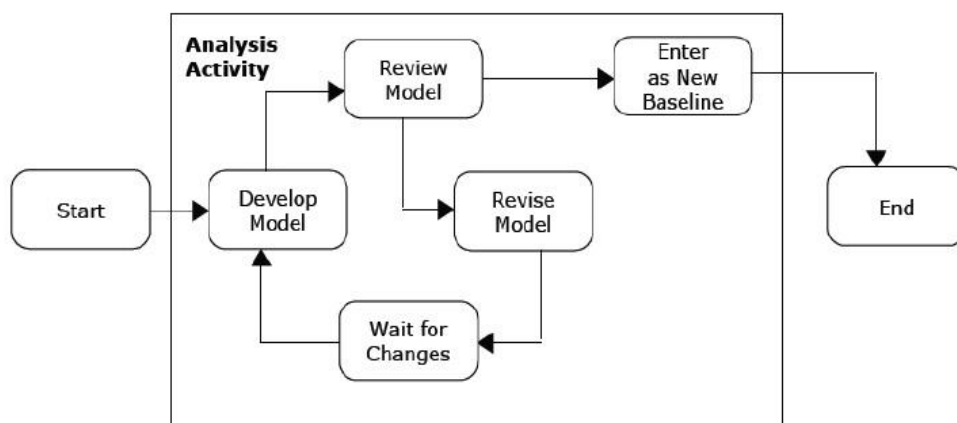 Analysis
Activity
Review
Model
Enter
as New
Baseline
Start
Develop
Model
Revise
Model
End
Wait for
Changes